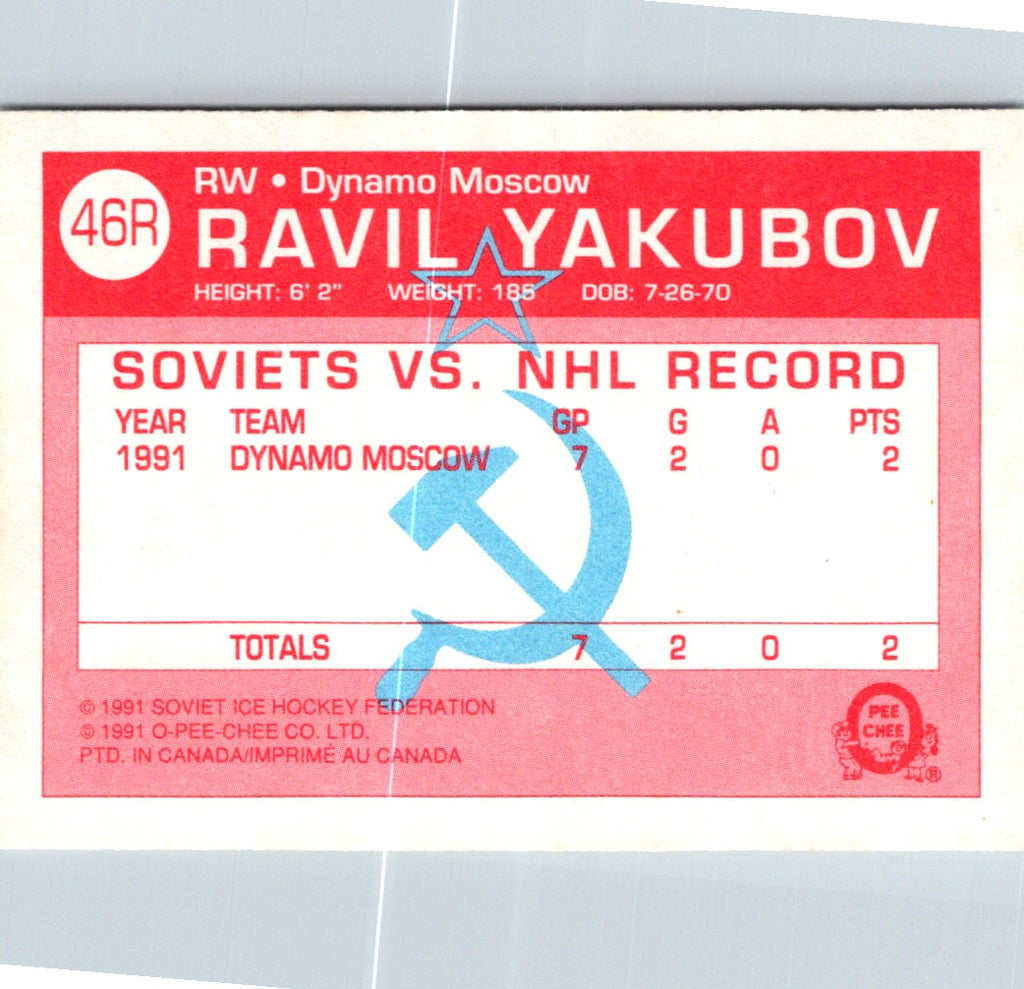 46R
RW • Dynamo Moscow
RAVIL YAKUBOV
HEIGHT: 6' 2" WEIGHT: 185 DOB: 7-26-70
SOVIETS VS. NHL RECORD
YEAR TEAM GP G A PTS
1991 DYNAMO MOSCOW 7 2 0 2
TOTALS 7 2 0 2
© 1991 SOVIET ICE HOCKEY FEDERATION
© 1991 O-PEE-CHEE CO. LTD.
PTD. IN CANADA/IMPRIMÉ AU CANADA
PEE
CHEE
®